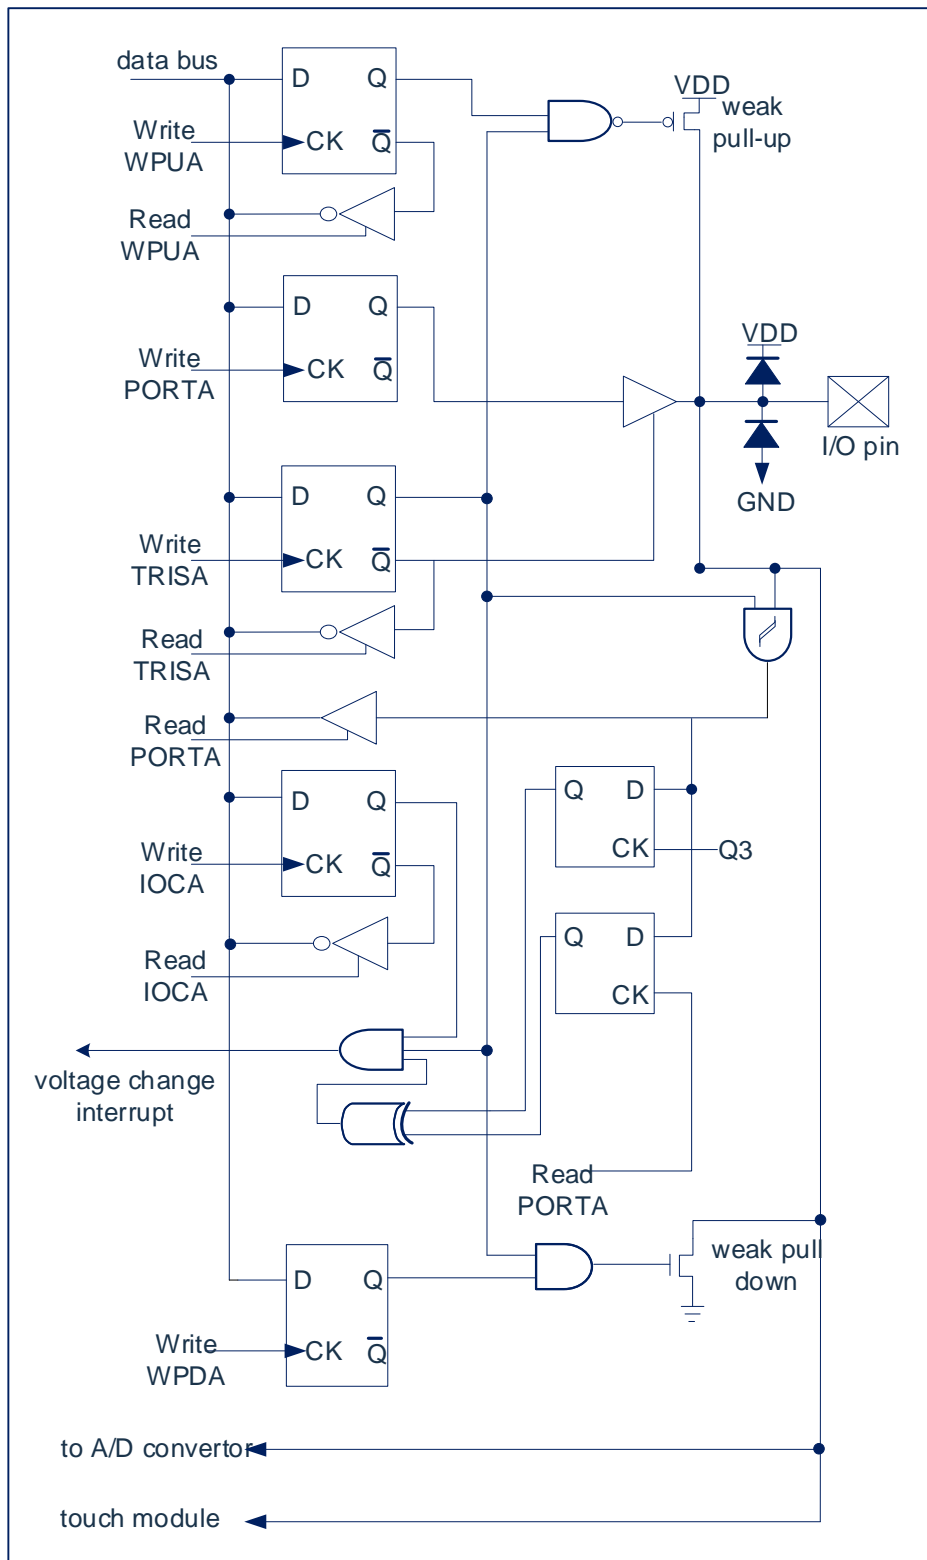 data bus
D
Q
VDD
weak
pull-up
Write
WPUA
CK
Q
Read
WPUA
D
Q
Write
PORTA
CK
Q
VDD
I/O pin
GND
D
Q
Write
TRISA
CK
Q
Read
TRISA
Read
PORTA
D
Q
Q
D
Write
IOCA
CK
Q
CK
Q3
Read
IOCA
Q
D
CK
voltage change
interrupt
Read
PORTA
weak pull
down
D
Q
Write
WPDA
CK
Q
to A/D convertor
touch module